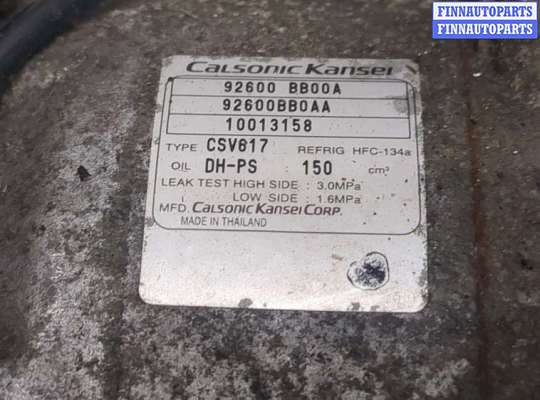 FINNAUTOPARTS
FINNAUTOPARTS
FINNAUTOPARTS
CALSONIC KANSEI
92600 BB00A
92600BB0AA
10013158
TYPE CSV617 REFRIG HFC-134a
OIL DH-PS 150 cm³
LEAK TEST HIGH SIDE : 3.0MPa
LOW SIDE : 1.6MPa
MFD. CALSONIC KANSEI CORP.
MADE IN THAILAND